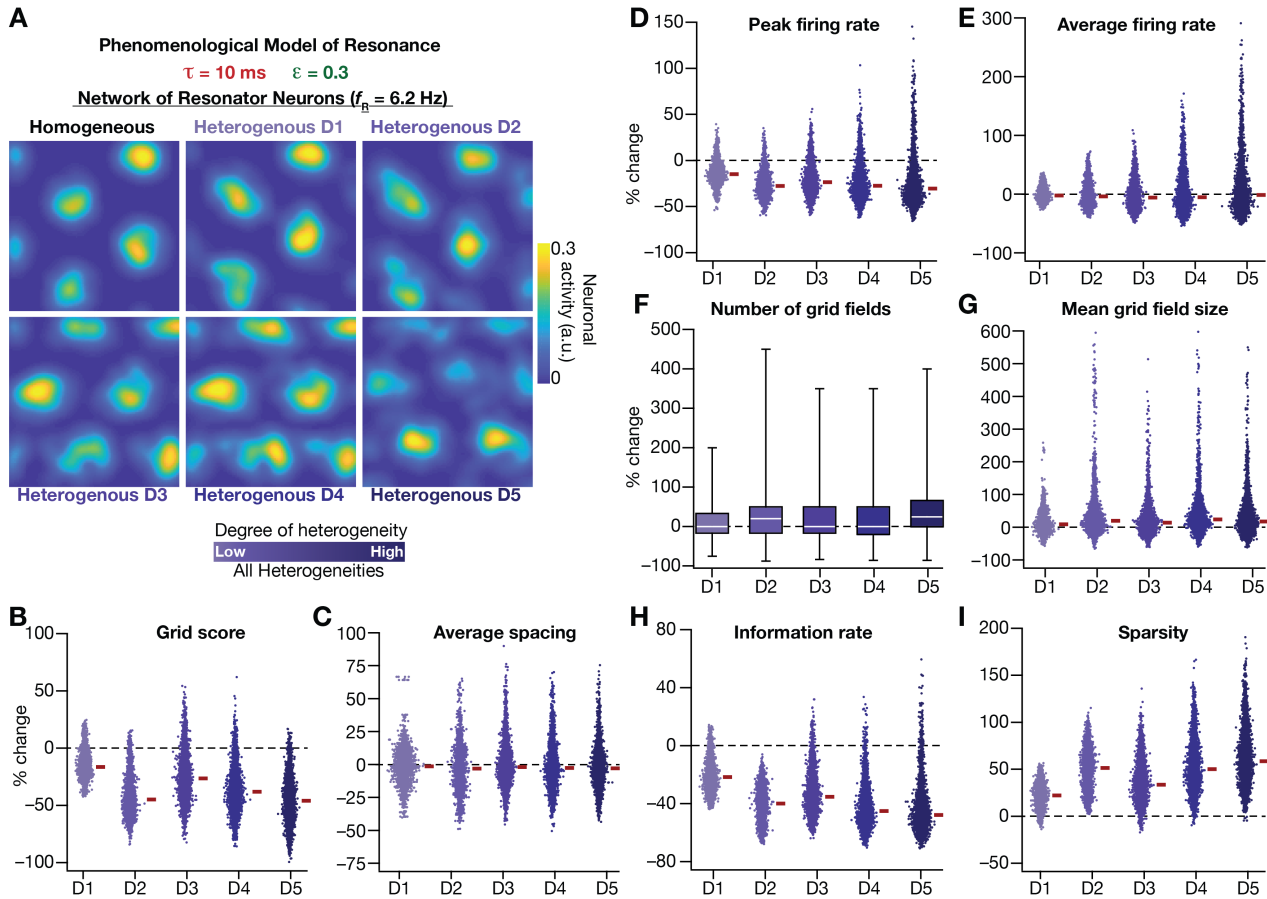 A
Phenomenological Model of Resonance
τ = 10 ms ε = 0.3
Network of Resonator Neurons (fR = 6.2 Hz)
Homogeneous
Heterogenous D1
Heterogenous D2
0.3
0
Neuronal
activity (a.u.)
Heterogenous D3
Heterogenous D4
Heterogenous D5
Degree of heterogeneity
Low
High
All Heterogeneities
B
Grid score
% change
100
50
0
−50
−100
D1 D2 D3 D4 D5
C
Average spacing
100
75
50
25
0
−25
−50
−75
D1 D2 D3 D4 D5
D
Peak firing rate
% change
150
100
50
0
−50
−100
D1 D2 D3 D4 D5
E
Average firing rate
300
200
100
0
−100
D1 D2 D3 D4 D5
F
Number of grid fields
% change
500
400
300
200
100
0
−100
D1 D2 D3 D4 D5
G
Mean grid field size
600
500
400
300
200
100
0
−100
D1 D2 D3 D4 D5
H
Information rate
80
40
0
−40
−80
D1 D2 D3 D4 D5
I
Sparsity
200
150
100
50
0
−50
D1 D2 D3 D4 D5